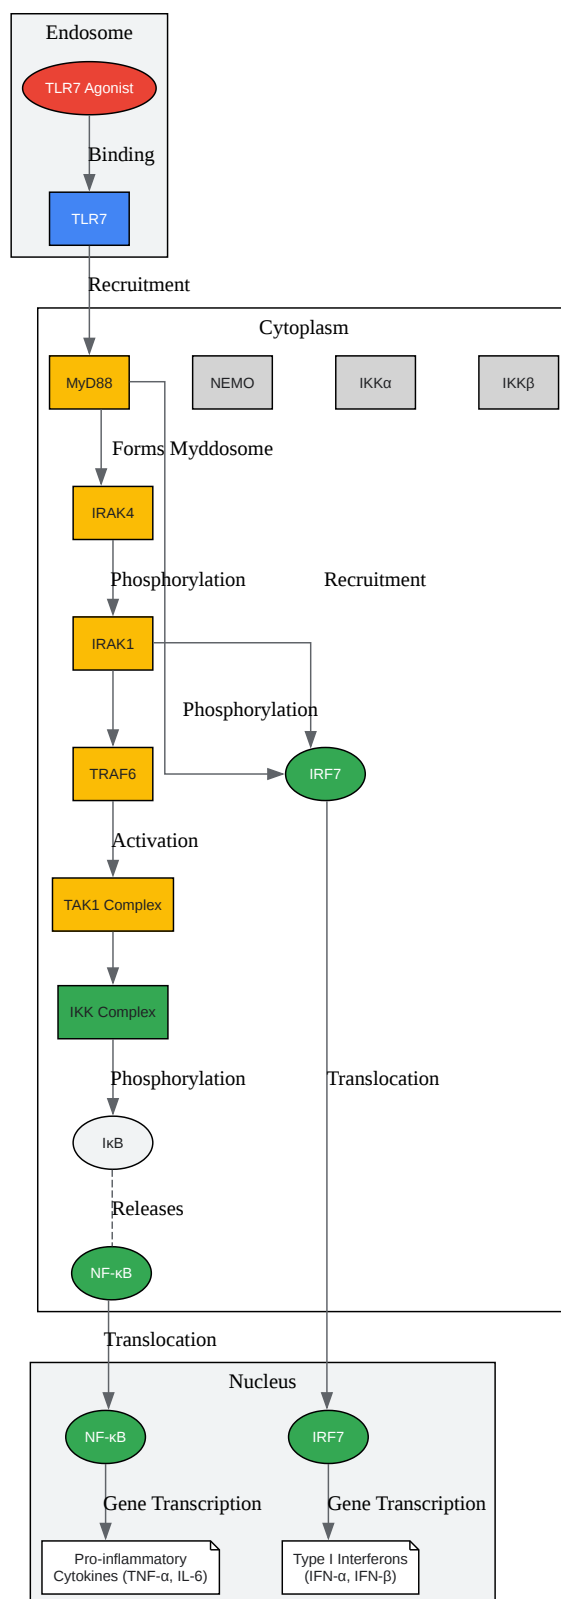 Endosome
TLR7 Agonist
Binding
TLR7
Recruitment
Cytoplasm
MyD88
NEMO
IKKα
IKKβ
Forms Myddosome
IRAK4
Phosphorylation
Recruitment
IRAK1
Phosphorylation
TRAF6
IRF7
Activation
TAK1 Complex
IKK Complex
Phosphorylation
Translocation
IκB
Releases
NF-κB
Translocation
Nucleus
NF-κB
IRF7
Gene Transcription
Gene Transcription
Pro-inflammatory
Cytokines (TNF-α, IL-6)
Type I Interferons
(IFN-α, IFN-β)